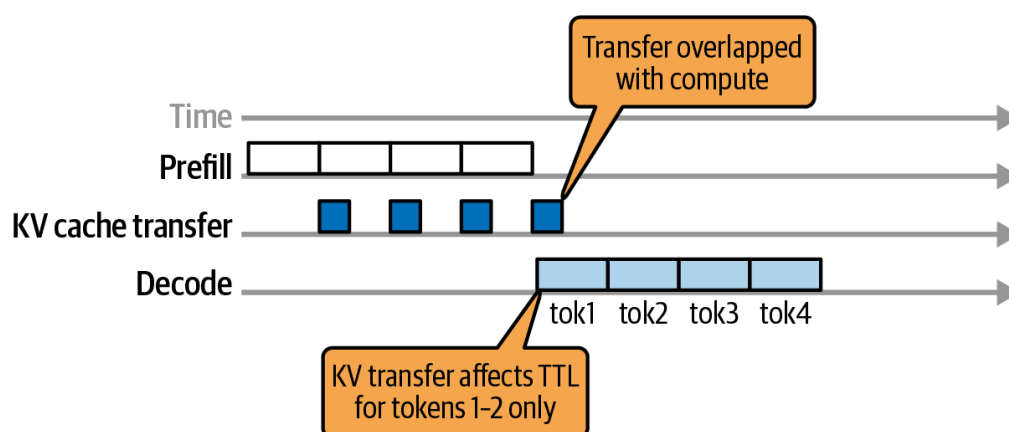 Transfer overlapped
with compute
Time
Prefill
KV cache transfer
Decode
tok1 tok2 tok3 tok4
KV transfer affects TTL
for tokens 1–2 only